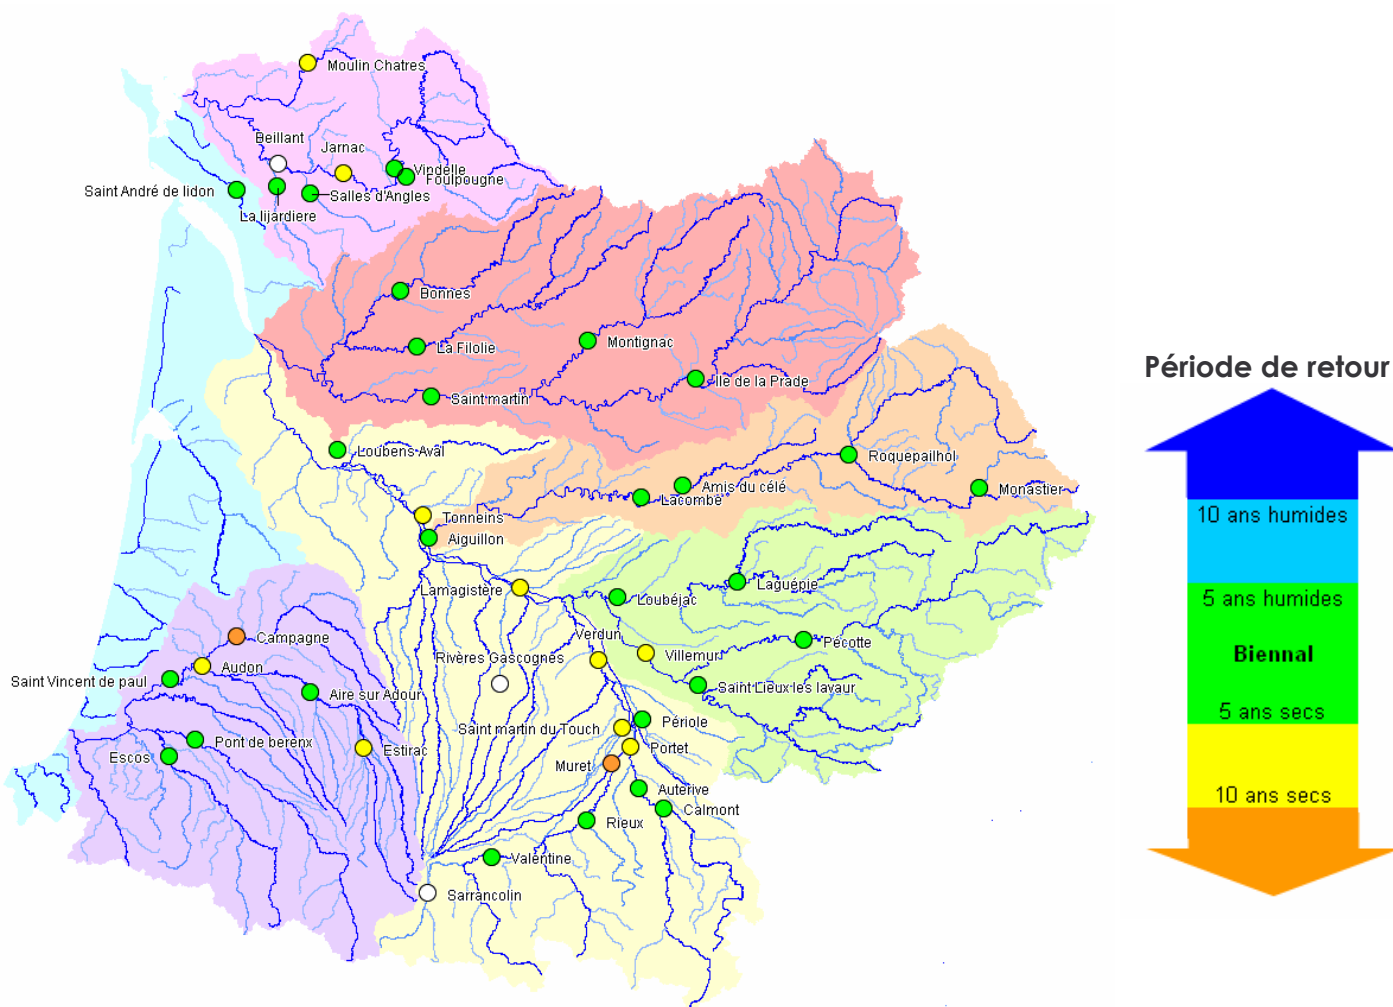 Moulin Chatres
Beillant
Jarnac
Vindelle
Foulpougne
Saint André de lidon
Salles d'Angles
La lijardiere
Bonnes
La Filolie
Montignac
Ile de la Prade
Saint martin
Période de retour
Loubens Aval
Roquepailhol
Amis du célé
Monastier
Lacombe
Tonneins
10 ans humides
Aiguillon
Lamagistère
Laguépie
Loubéjac
5 ans humides
Campagne
Verdun
Pécotte
Villemur
Biennal
Rivères Gascognes
Audon
Saint Vincent de paul
Aire sur Adour
Saint Lieux les lavaur
5 ans secs
Périole
Saint martin du Touch
Pont de berenx
Estirac
Portet
Escos
Muret
Auterive
10 ans secs
Calmont
Rieux
Valentine
Sarrancolin